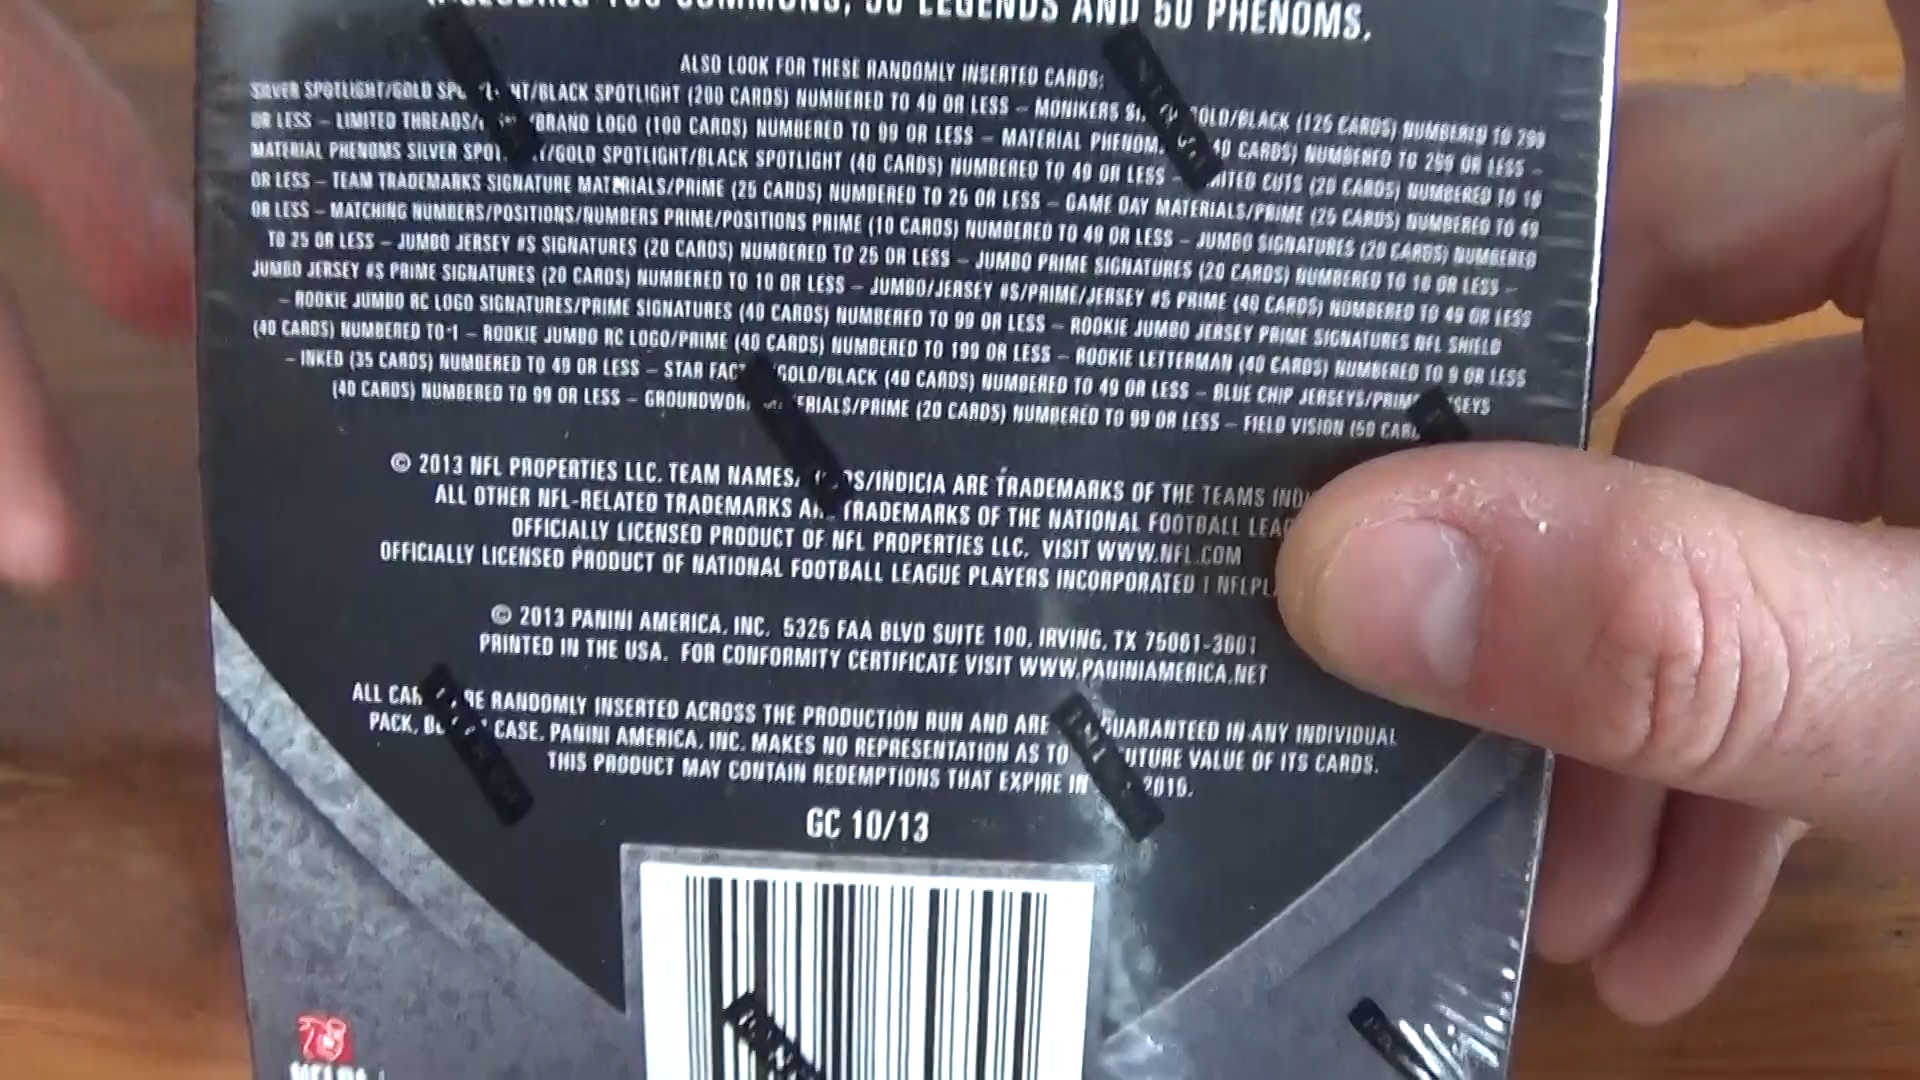 INCLUDING 100 COMMONS, 50 LEGENDS AND 50 PHENOMS.
ALSO LOOK FOR THESE RANDOMLY INSERTED CARDS:
SILVER SPOTLIGHT/GOLD /BLACK SPOTLIGHT (200 CARDS) NUMBERED TO 49 OR LESS – MONIKERS /BLACK (125 CARDS) NUMBERED TO 299
OR LESS – LIMITED THREADS/ BRAND LOGO (100 CARDS) NUMBERED TO 99 OR LESS – MATERIAL CARDS) NUMBERED TO 299 OR LESS –
MATERIAL PHENOMS SILVER /GOLD SPOTLIGHT/BLACK SPOTLIGHT (40 CARDS) NUMBERED TO 49 OR LESS – CUTS (20 CARDS) NUMBERED TO 10
OR LESS – TEAM TRADEMARKS SIGNATURE MATERIALS/PRIME (25 CARDS) NUMBERED TO 25 OR LESS – GAME DAY MATERIALS/PRIME (25 CARDS) NUMBERED TO 49
OR LESS – MATCHING NUMBERS/POSITIONS/NUMBERS PRIME/POSITIONS PRIME (10 CARDS) NUMBERED TO 49 OR LESS – JUMBO SIGNATURES (20 CARDS) NUMBERED
TO 25 OR LESS – JUMBO JERSEY #S SIGNATURES (20 CARDS) NUMBERED TO 25 OR LESS – JUMBO PRIME SIGNATURES (20 CARDS) NUMBERED TO 10 OR LESS –
JUMBO JERSEY #S PRIME SIGNATURES (20 CARDS) NUMBERED TO 10 OR LESS – JUMBO/JERSEY #S/PRIME/JERSEY #S PRIME (40 CARDS) NUMBERED TO 49 OR LESS
– ROOKIE JUMBO RC LOGO SIGNATURES/PRIME SIGNATURES (40 CARDS) NUMBERED TO 99 OR LESS – ROOKIE JUMBO JERSEY PRIME SIGNATURES NFL SHIELD
(40 CARDS) NUMBERED TO 1 – ROOKIE JUMBO RC LOGO/PRIME (40 CARDS) NUMBERED TO 199 OR LESS – ROOKIE LETTERMAN (40 CARDS) NUMBERED TO 9 OR LESS
– INKED (35 CARDS) NUMBERED TO 49 OR LESS – STAR GOLD/BLACK (40 CARDS) NUMBERED TO 49 OR LESS – BLUE CHIP JERSEYS/
(40 CARDS) NUMBERED TO 99 OR LESS – /PRIME (20 CARDS) NUMBERED TO 99 OR LESS – FIELD VISION (50
© 2013 NFL PROPERTIES LLC. TEAM NAMES/ /INDICIA ARE TRADEMARKS OF THE TEAMS
ALL OTHER NFL-RELATED TRADEMARKS TRADEMARKS OF THE NATIONAL FOOTBALL
OFFICIALLY LICENSED PRODUCT OF NFL PROPERTIES LLC. VISIT WWW.NFL.COM
OFFICIALLY LICENSED PRODUCT OF NATIONAL FOOTBALL LEAGUE PLAYERS INCORPORATED |
© 2013 PANINI AMERICA, INC. 5325 FAA BLVD SUITE 100, IRVING, TX 75061-3601
PRINTED IN THE USA. FOR CONFORMITY CERTIFICATE VISIT WWW.PANINIAMERICA.NET
ALL RANDOMLY INSERTED ACROSS THE PRODUCTION RUN AND ARE GUARANTEED IN ANY INDIVIDUAL
PACK, CASE. PANINI AMERICA, INC. MAKES NO REPRESENTATION AS TO FUTURE VALUE OF ITS CARDS.
THIS PRODUCT MAY CONTAIN REDEMPTIONS THAT EXPIRE IN 2015.
GC 10/13